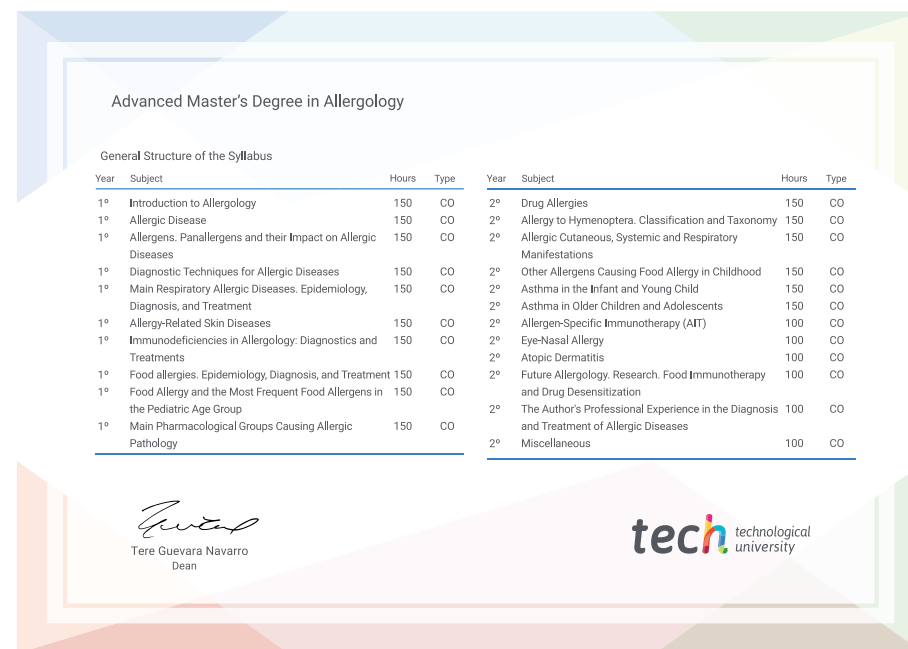 Advanced Master's Degree in Allergology
General Structure of the Syllabus
Year Subject Hours Type
1º Introduction to Allergology 150 CO
1º Allergic Disease 150 CO
1º Allergens. Panallergens and their Impact on Allergic 150 CO
Diseases
1º Diagnostic Techniques for Allergic Diseases 150 CO
1º Main Respiratory Allergic Diseases. Epidemiology, 150 CO
Diagnosis, and Treatment
1º Allergy-Related Skin Diseases 150 CO
1º Immunodeficiencies in Allergology: Diagnostics and 150 CO
Treatments
1º Food allergies. Epidemiology, Diagnosis, and Treatment 150 CO
1º Food Allergy and the Most Frequent Food Allergens in 150 CO
the Pediatric Age Group
1º Main Pharmacological Groups Causing Allergic 150 CO
Pathology
Year Subject Hours Type
2º Drug Allergies 150 CO
2º Allergy to Hymenoptera. Classification and Taxonomy 150 CO
2º Allergic Cutaneous, Systemic and Respiratory 150 CO
Manifestations
2º Other Allergens Causing Food Allergy in Childhood 150 CO
2º Asthma in the Infant and Young Child 150 CO
2º Asthma in Older Children and Adolescents 150 CO
2º Allergen-Specific Immunotherapy (AIT) 100 CO
2º Eye-Nasal Allergy 100 CO
2º Atopic Dermatitis 100 CO
2º Future Allergology. Research. Food Immunotherapy 100 CO
and Drug Desensitization
2º The Author's Professional Experience in the Diagnosis 100 CO
and Treatment of Allergic Diseases
2º Miscellaneous 100 CO
Tere Guevara Navarro
Dean
tech technological
university